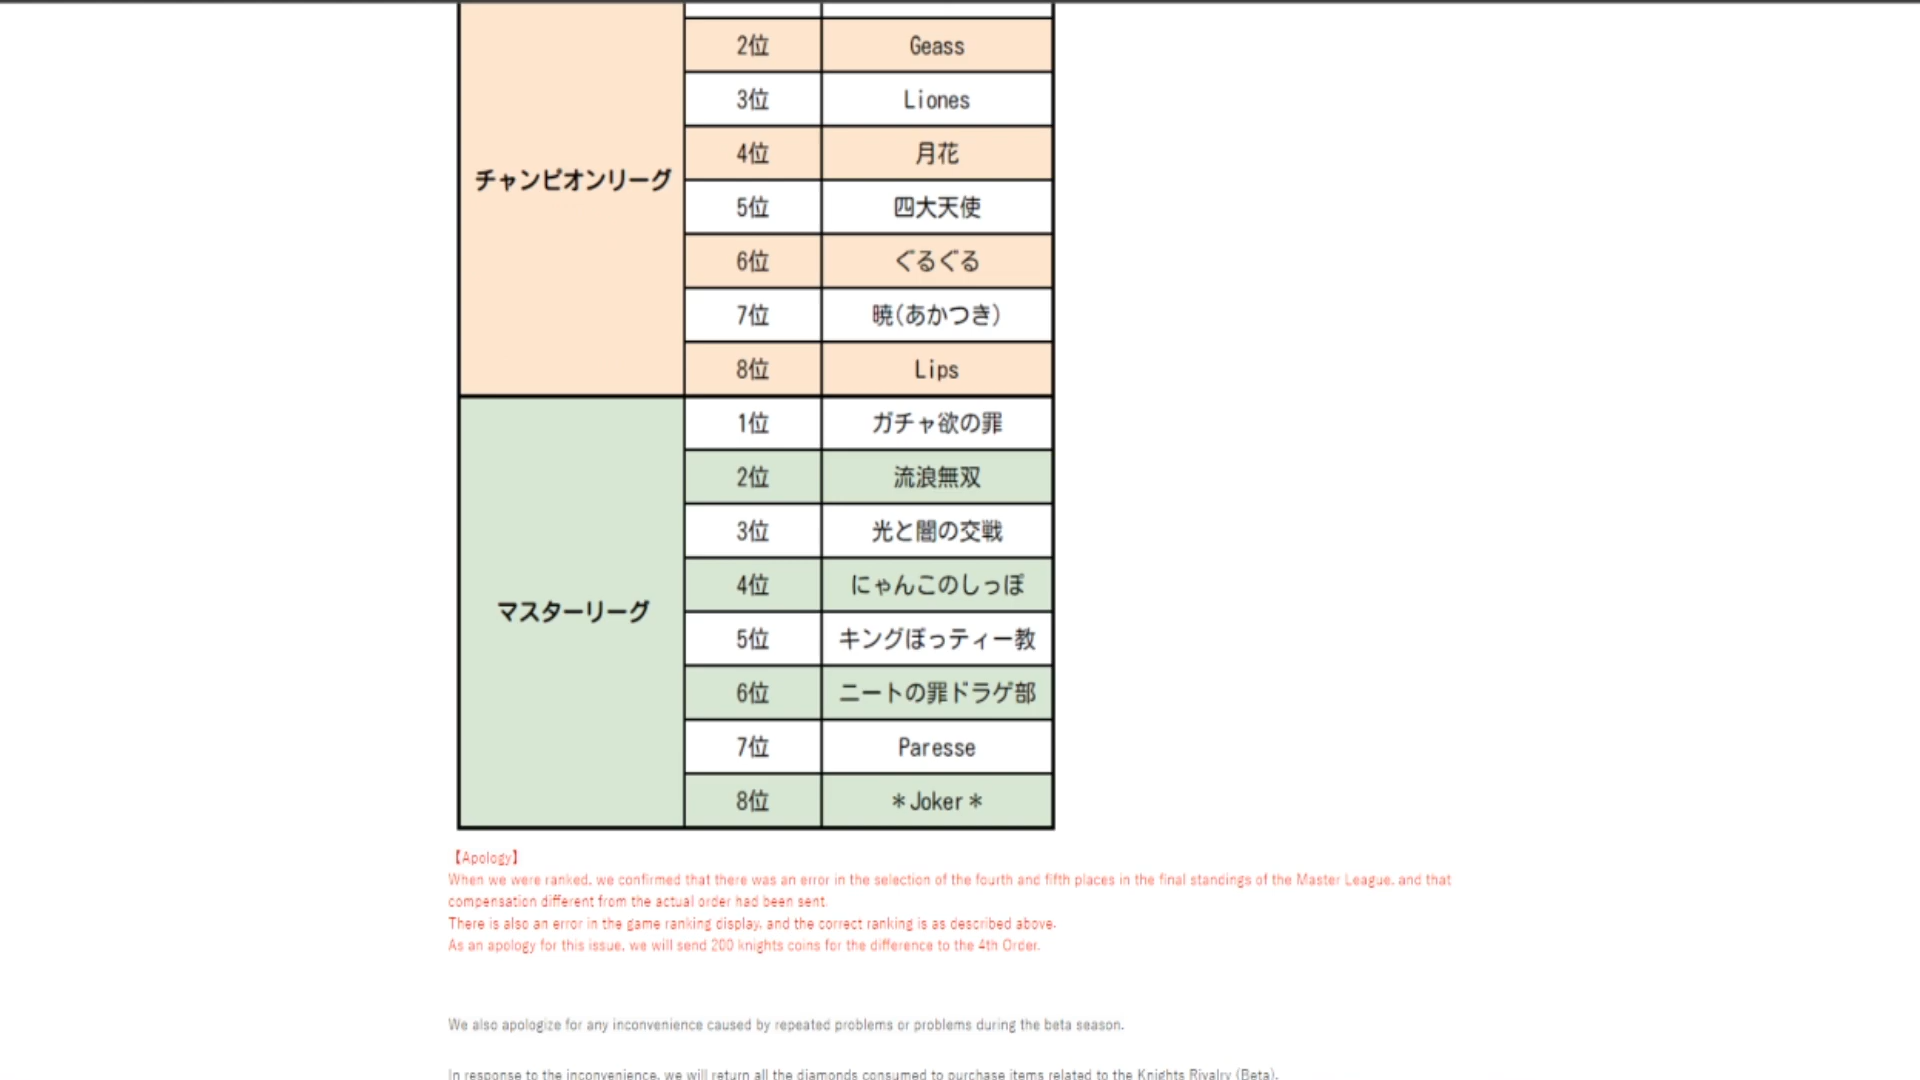 2位 Geass
3位 Liones
4位 月花
チャンピオンリーグ
5位 四大天使
6位 ぐるぐる
7位 暁(あかつき)
8位 Lips
1位 ガチャ欲の罪
2位 流浪無双
3位 光と闇の交戦
4位 にゃんこのしっぽ
マスターリーグ
5位 キングぼっティー教
6位 ニートの罪ドラゲ部
7位 Paresse
8位 *Joker*
【Apology】
When we were ranked, we confirmed that there was an error in the selection of the fourth and fifth places in the final standings of the Master League, and that
compensation different from the actual order had been sent.
There is also an error in the game ranking display, and the correct ranking is as described above.
As an apology for this issue, we will send 200 knights coins for the difference to the 4th Order.
We also apologize for any inconvenience caused by repeated problems or problems during the beta season.
In response to the inconvenience, we will return all the diamonds consumed to purchase items related to the Knights Rivalry (Beta).